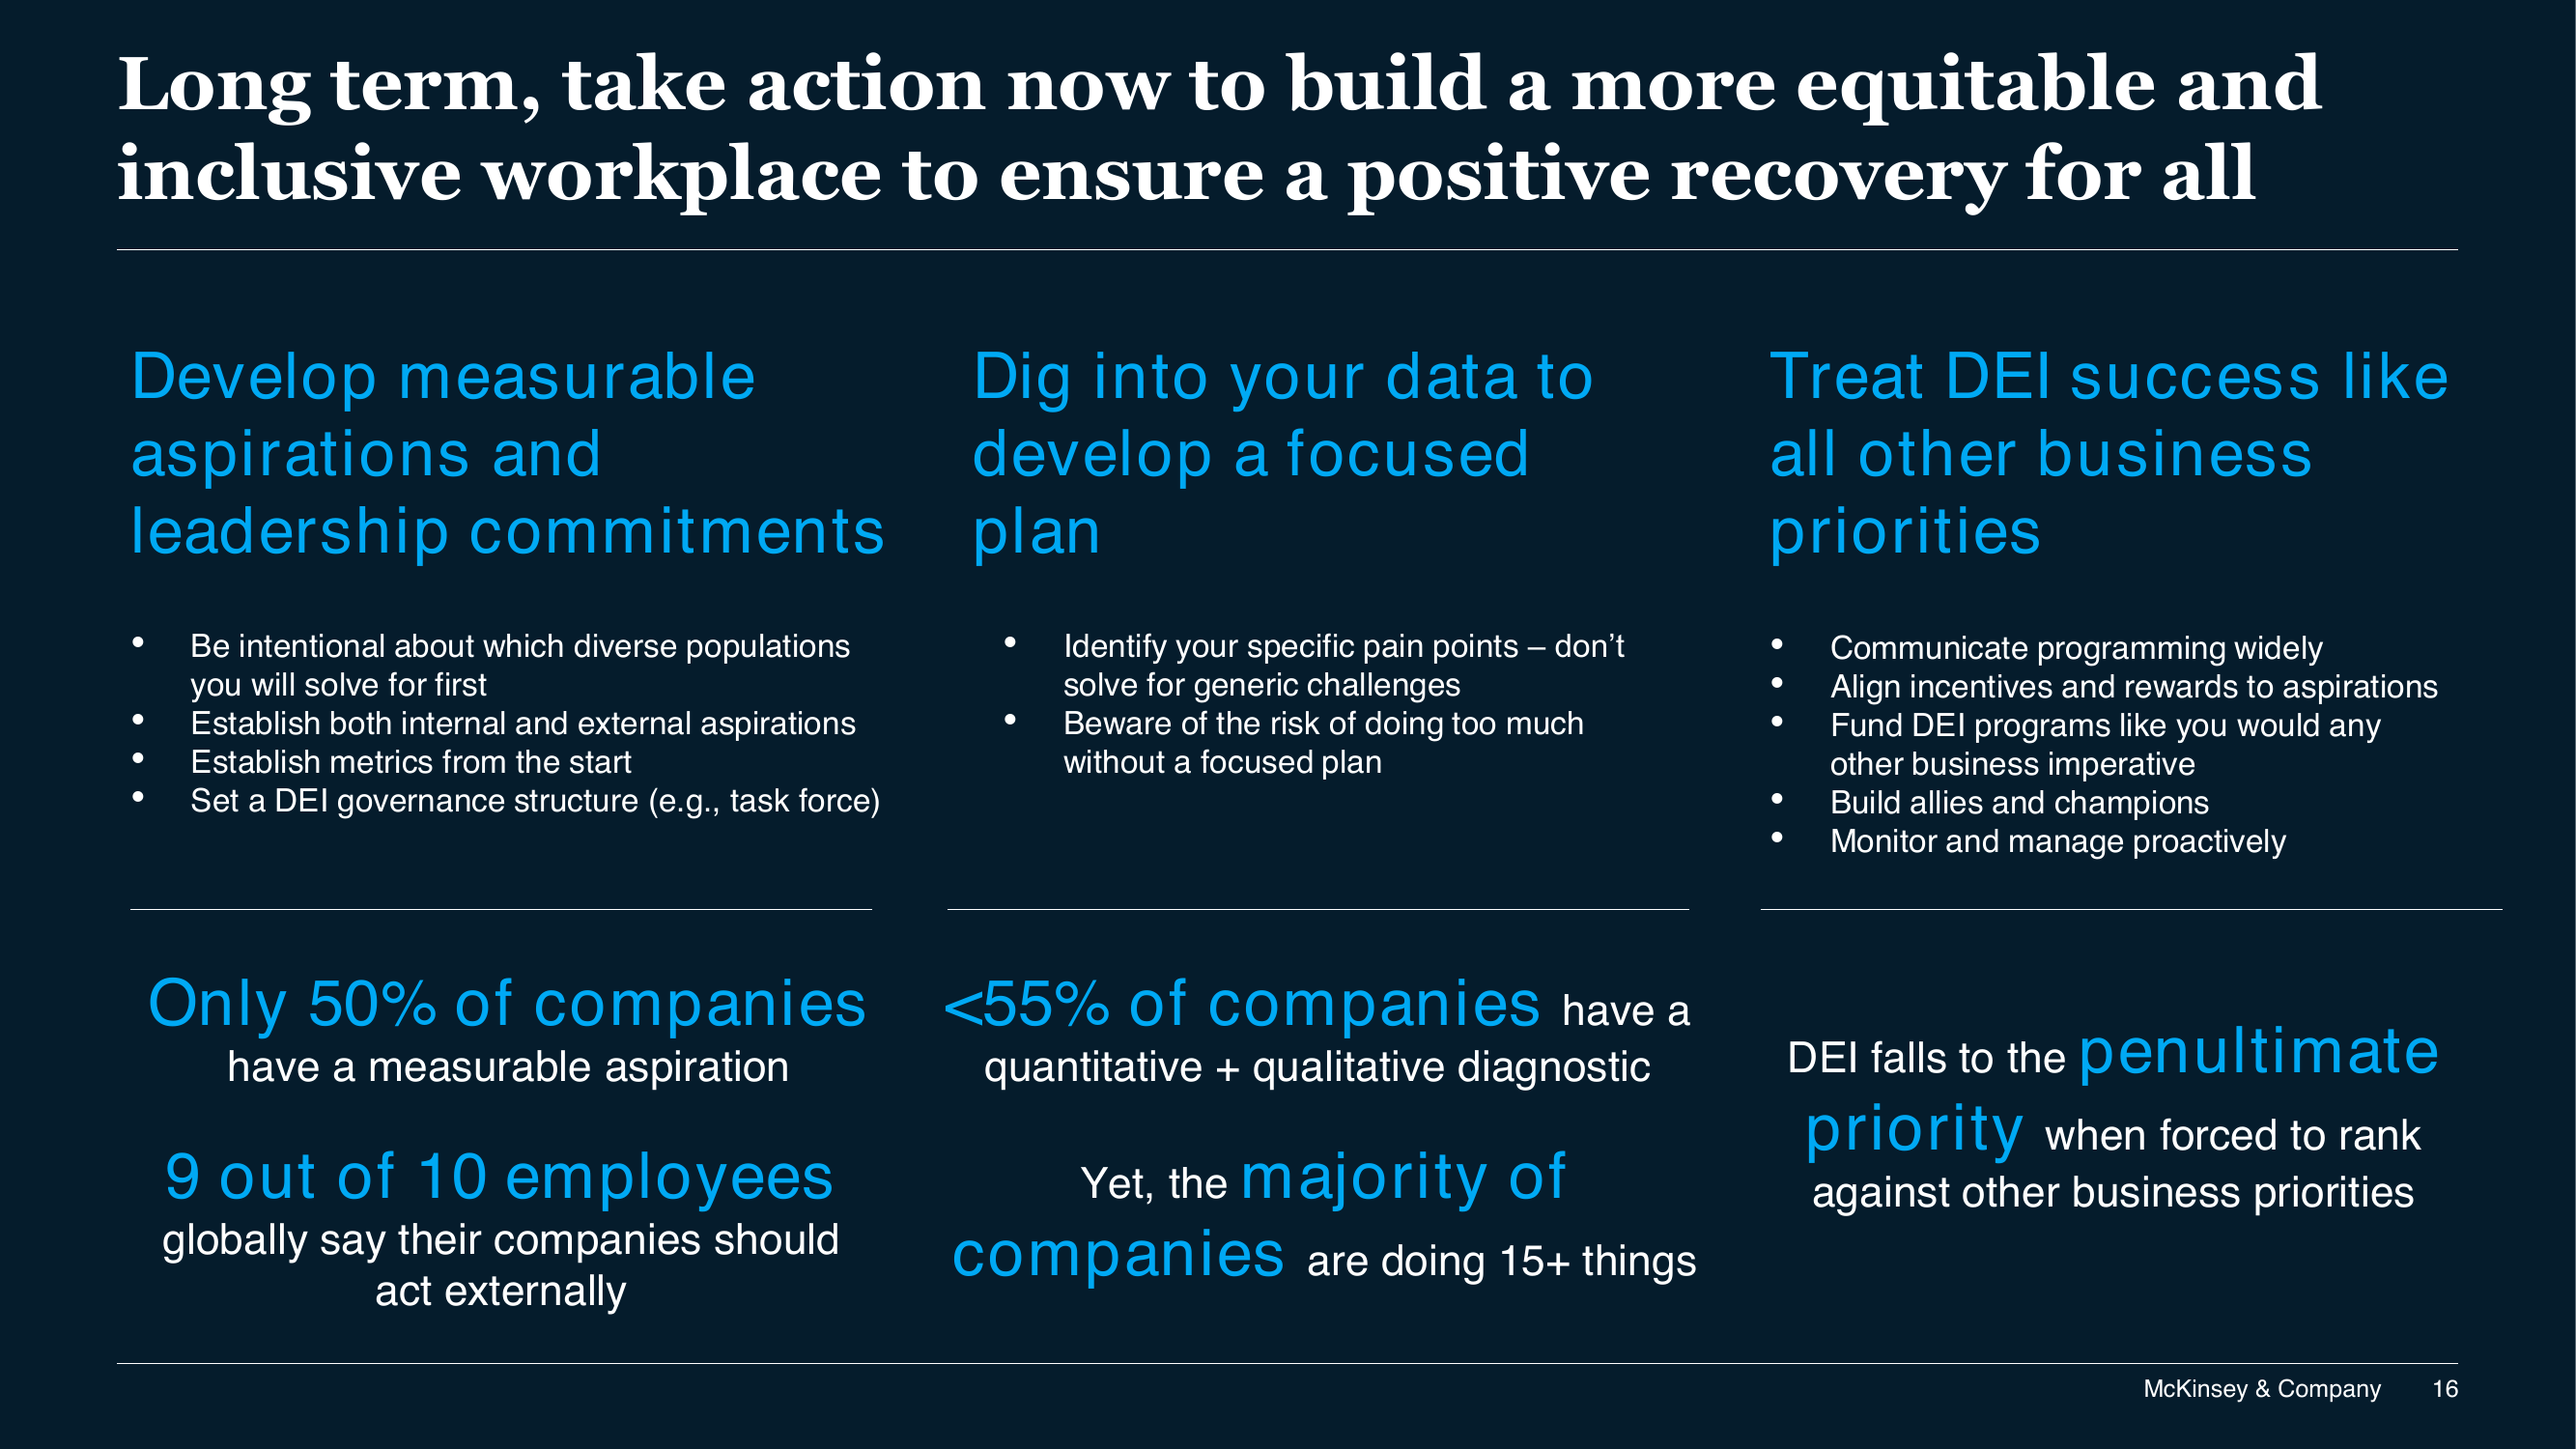 Long term, take action now to build a more equitable and
inclusive workplace to ensure a positive recovery for all
Develop measurable
aspirations and
leadership commitments
• Be intentional about which diverse populations
you will solve for first
• Establish both internal and external aspirations
• Establish metrics from the start
• Set a DEI governance structure (e.g., task force)
Only 50% of companies
have a measurable aspiration
9 out of 10 employees
globally say their companies should
act externally
Dig into your data to
develop a focused
plan
• Identify your specific pain points – don’t
solve for generic challenges
• Beware of the risk of doing too much
without a focused plan
<55% of companies have a
quantitative + qualitative diagnostic
Yet, the majority of
companies are doing 15+ things
Treat DEI success like
all other business
priorities
• Communicate programming widely
• Align incentives and rewards to aspirations
• Fund DEI programs like you would any
other business imperative
• Build allies and champions
• Monitor and manage proactively
DEI falls to the penultimate
priority when forced to rank
against other business priorities
McKinsey & Company 16